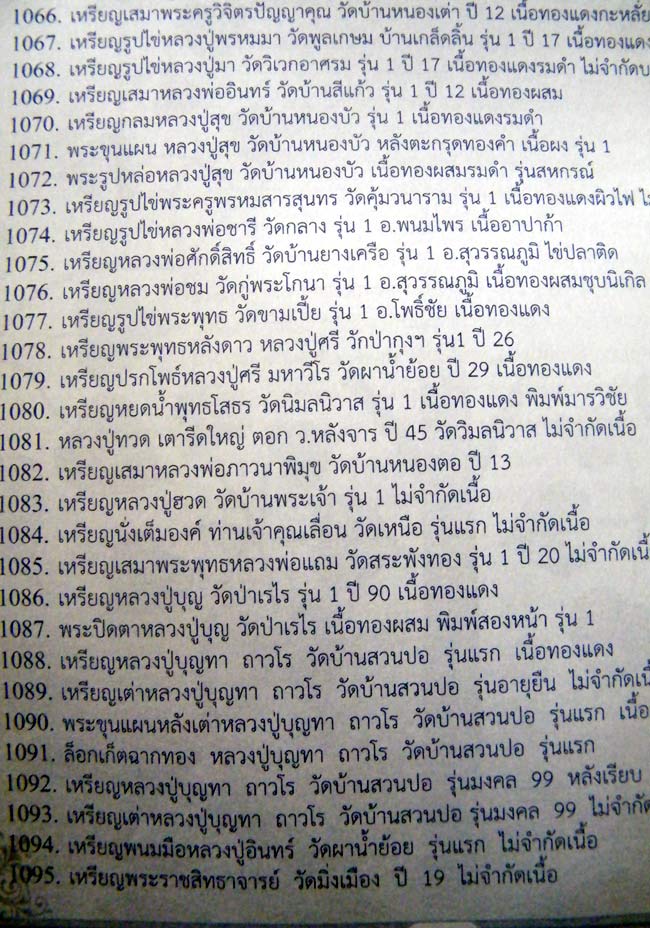 1066. เหรียญเสมาพระครูวิจิตรปัญญาคุณ วัดบ้านหนองเต่า ปี 12 เนื้อทองแดงกะหลั่ย
1067. เหรียญรูปไข่หลวงปู่พรหมมา วัดพูลเกษม บ้านเกล็ดลิ้น รุ่น 1 ปี 17 เนื้อทองแดง
1068. เหรียญรูปไข่หลวงปู่มา วัดวิเวกอาศรม รุ่น 1 ปี 17 เนื้อทองแดงรมดำ ไม่จำกัดบ
1069. เหรียญเสมาหลวงพ่ออินทร์ วัดบ้านสีแก้ว รุ่น 1 ปี 12 เนื้อทองผสม
1070. เหรียญกลมหลวงปู่สุข วัดบ้านหนองบัว รุ่น 1 เนื้อทองแดงรมดำ
1071. พระขุนแผน หลวงปู่สุข วัดบ้านหนองบัว หลังตะกรุดทองคำ เนื้อผง รุ่น 1
1072. พระรูปหล่อหลวงปู่สุข วัดบ้านหนองบัว เนื้อทองผสมรมดำ รุ่นสหกรณ์
1073. เหรียญรูปไข่พระครูพรหมสารสุนทร วัดคุ้มวนาราม รุ่น 1 เนื้อทองแดงผิวไฟ ไม
1074. เหรียญรูปไข่หลวงพ่อชารี วัดกลาง รุ่น 1 อ.พนมไพร เนื้ออาปาก้า
1075. เหรียญหลวงพ่อศักดิ์สิทธิ์ วัดบ้านยางเครือ รุ่น 1 อ.สุวรรณภูมิ ไข่ปลาติด
1076. เหรียญหลวงพ่อชม วัดกู่พระโกนา รุ่น 1 อ.สุวรรณภูมิ เนื้อทองผสมชุบนิเกิล
1077. เหรียญรูปไข่พระพุทธ วัดขามเปี้ย รุ่น 1 อ.โพธิ์ชัย เนื้อทองแดง
1078. เหรียญพระพุทธหลังดาว หลวงปู่ศรี วักป่ากุงฯ รุ่น1 ปี 26
1079. เหรียญปรกโพธ์หลวงปู่ศรี มหาวีโร วัดผาน้ำย้อย ปี 29 เนื้อทองแดง
1080. เหรียญหยดน้ำพุทธโสธร วัดนิมลนิวาส รุ่น 1 เนื้อทองแดง พิมพ์มารวิชัย
1081. หลวงปู่ทวด เตารีดใหญ่ ตอก ว.หลังจาร ปี 45 วัดวิมลนิวาส ไม่จำกัดเนื้อ
1082. เหรียญเสมาหลวงพ่อภาวนาพิมุข วัดบ้านหนองตอ ปี 13
1083. เหรียญหลวงปู่ฮวด วัดบ้านพระเจ้า รุ่น 1 ไม่จำกัดเนื้อ
1084. เหรียญนั่งเต็มองค์ ท่านเจ้าคุณเลื่อน วัดเหนือ รุ่นแรก ไม่จำกัดเนื้อ
1085. เหรียญเสมาพระพุทธหลวงพ่อแถม วัดสระพังทอง รุ่น 1 ปี 20 ไม่จำกัดเนื้
1086. เหรียญหลวงปู่บุญ วัดป่าเรไร รุ่น 1 ปี 90 เนื้อทองแดง
1087. พระปิดตาหลวงปู่บุญ วัดป่าเรไร เนื้อทองผสม พิมพ์สองหน้า รุ่น 1
1088. เหรียญหลวงปู่บุญทา ถาวโร วัดบ้านสวนปอ รุ่นแรก เนื้อทองแดง
1089. เหรียญเต่าหลวงปู่บุญทา ถาวโร วัดบ้านสวนปอ รุ่นอายุยืน ไม่จำกัดเนื้
1090. พระขุนแผนหลังเต่าหลวงปู่บุญทา ถาวโร วัดบ้านสวนปอ รุ่นแรก เนื้อ
1091. ล็อกเก็ตฉากทอง หลวงปู่บุญทา ถาวโร วัดบ้านสวนปอ รุ่นแรก
1092. เหรียญหลวงปู่บุญทา ถาวโร วัดบ้านสวนปอ รุ่นมงคล 99 หลังเรียบ
1093. เหรียญเต่าหลวงปู่บุญทา ถาวโร วัดบ้านสวนปอ รุ่นมงคล 99 ไม่จำกัด
1094. เหรียญพนมมือหลวงปู่อินทร์ วัดผาน้ำย้อย รุ่นแรก ไม่จำกัดเนื้อ
1095. เหรียญพระราชสิทธาจารย์ วัดมิ่งเมือง ปี 19 ไม่จำกัดเนื้อ